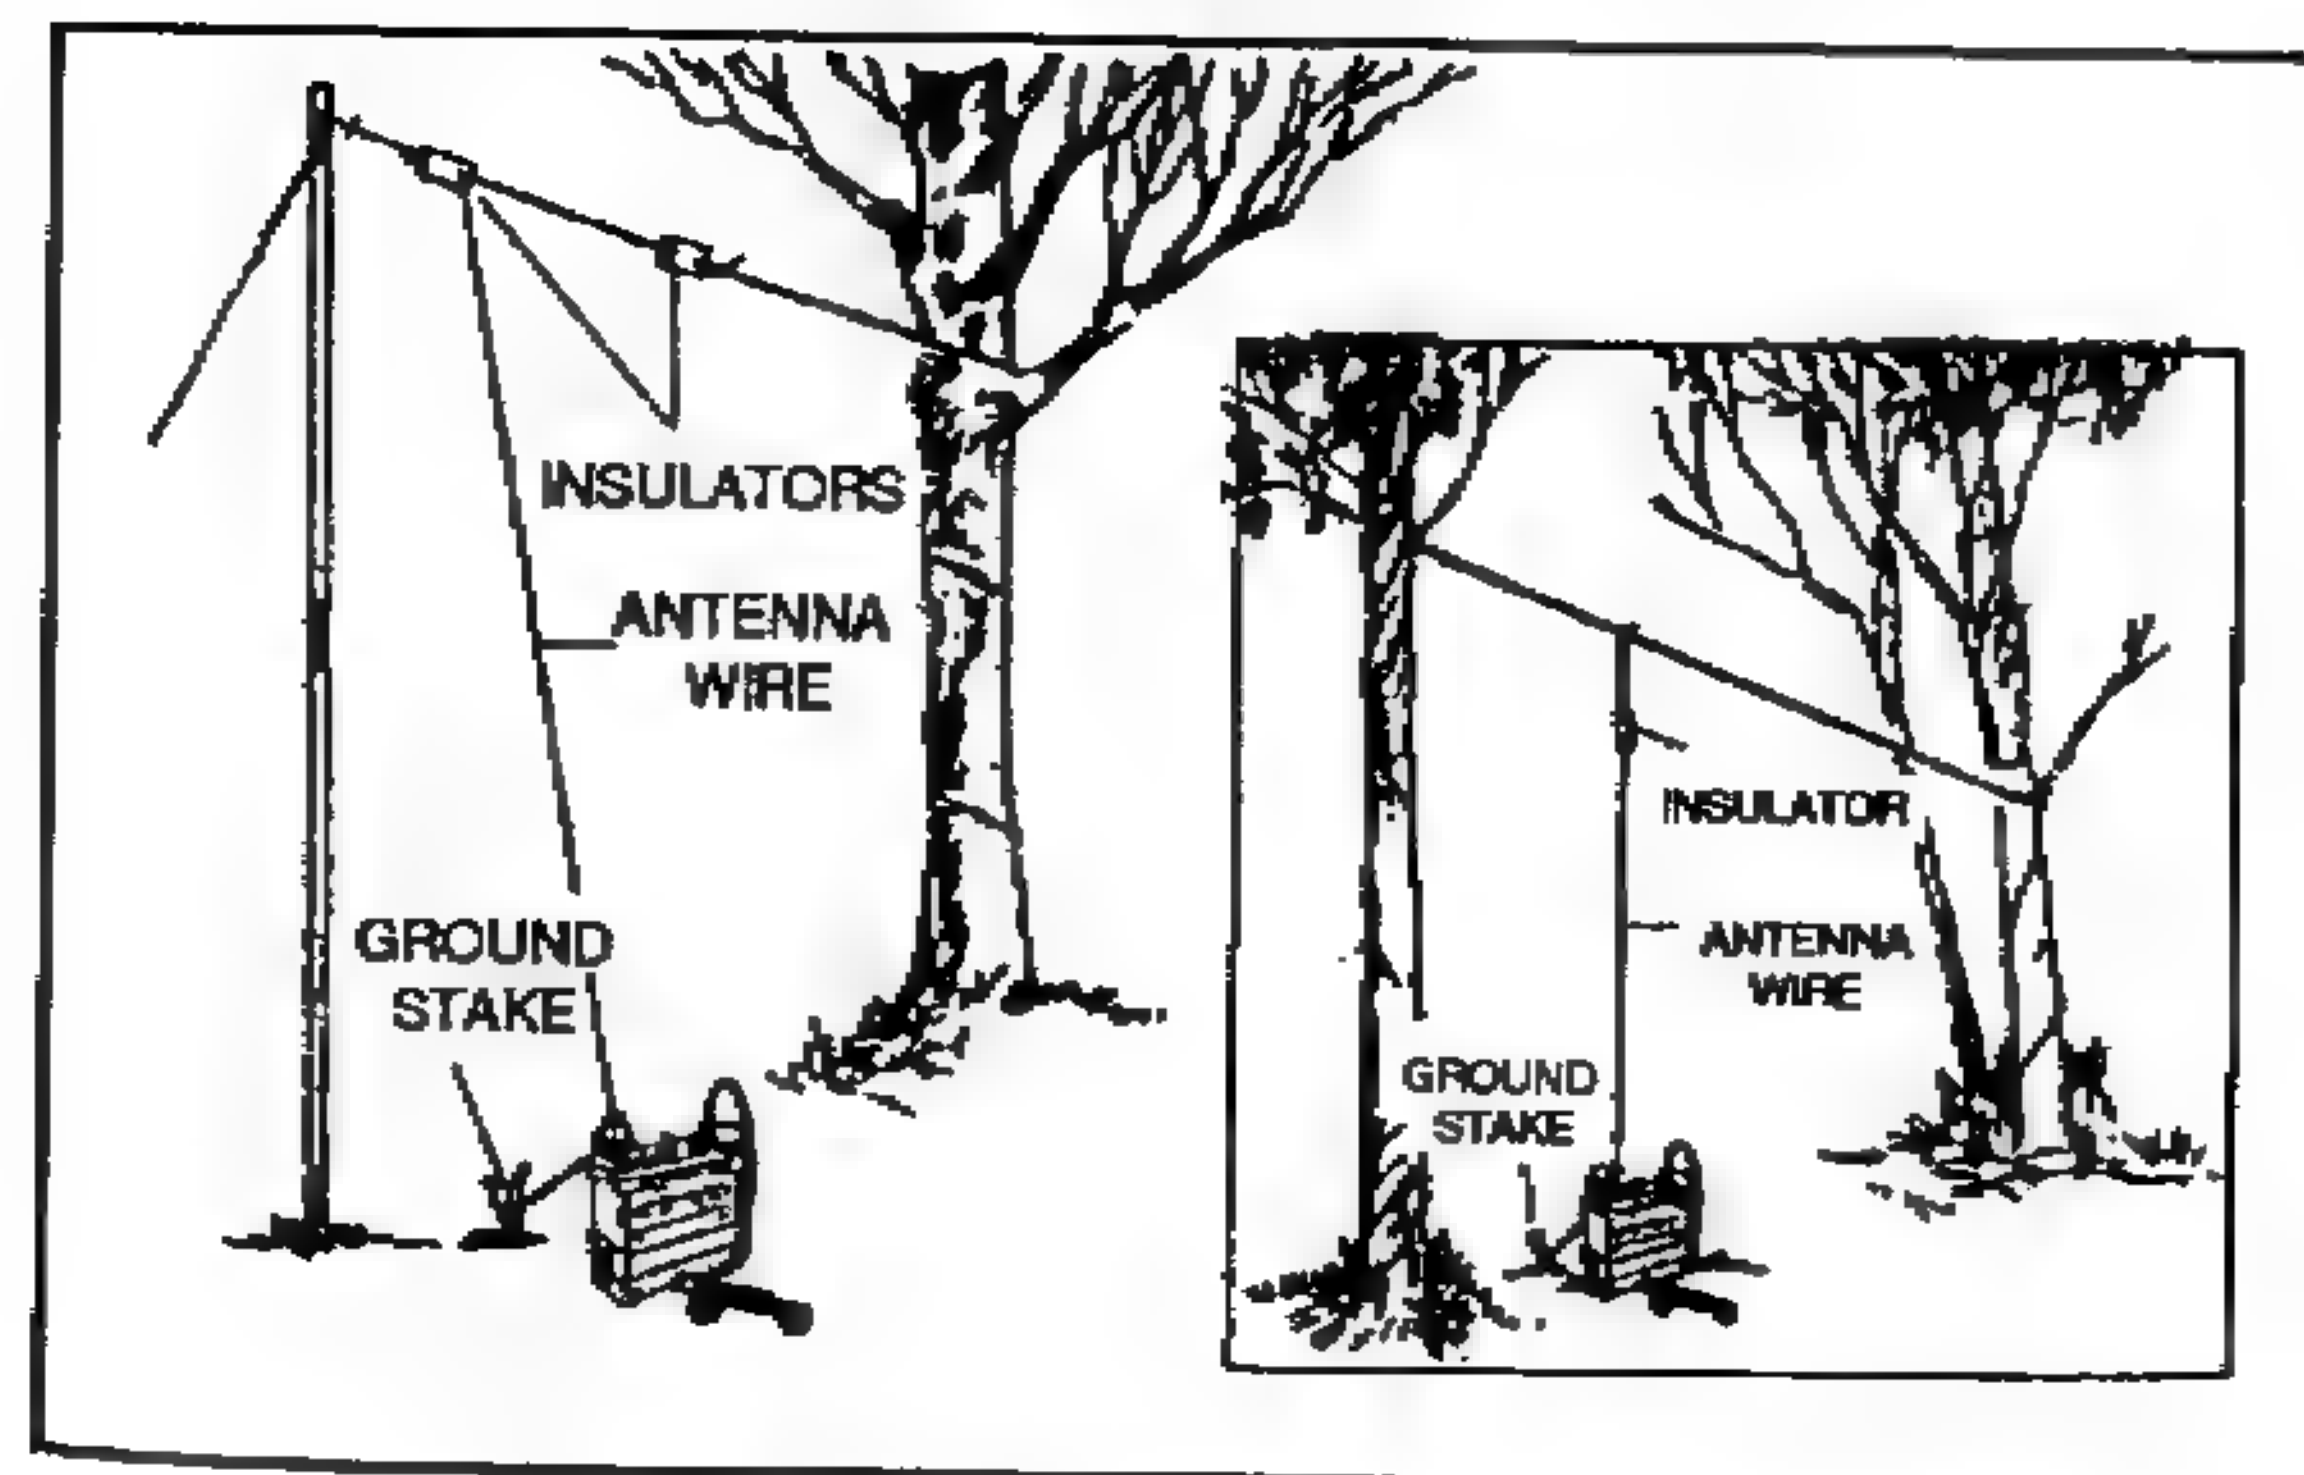 INSULATORS
ANTENNA
WIRE
GROUND
STAKE
INSULATOR
ANTENNA
WIRE
GROUND
STAKE